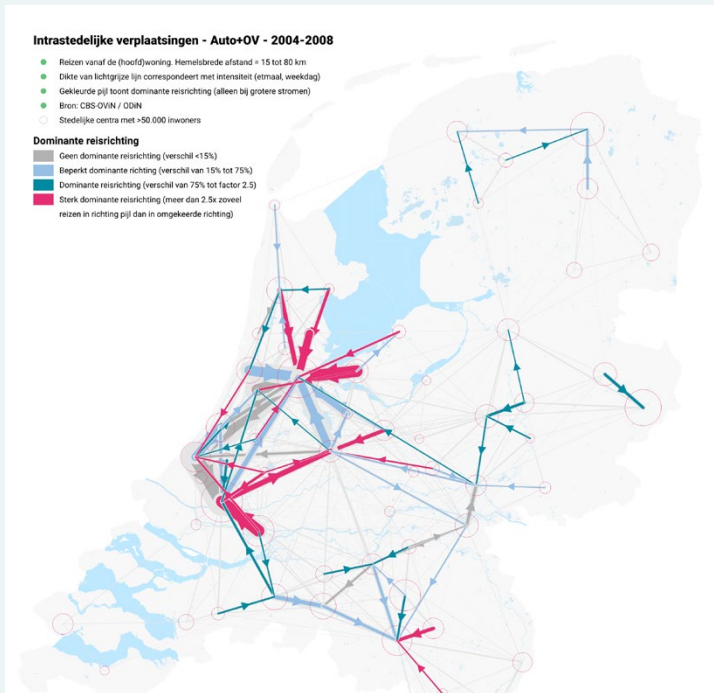 Intrastedelijke verplaatsingen - Auto+OV - 2004-2008
Reizen vanaf de (hoofd)woning. Hemelsbrede afstand = 15 tot 80 km
Dikte van lichtgrijze lijn correspondeert met intensiteit (etmaal, weekdag)
Gekleurde pijl toont dominante reisrichting (alleen bij grotere stromen)
Bron: CBS-OViN / ODiN
Stedelijke centra met >50.000 inwoners
Dominante reisrichting
Geen dominante reisrichting (verschil <15%)
Beperkt dominante richting (verschil van 15% tot 75%)
Dominante reisrichting (verschil van 75% tot factor 2.5)
Sterk dominante reisrichting (meer dan 2.5x zoveel
reizen in richting pijl dan in omgekeerde richting)